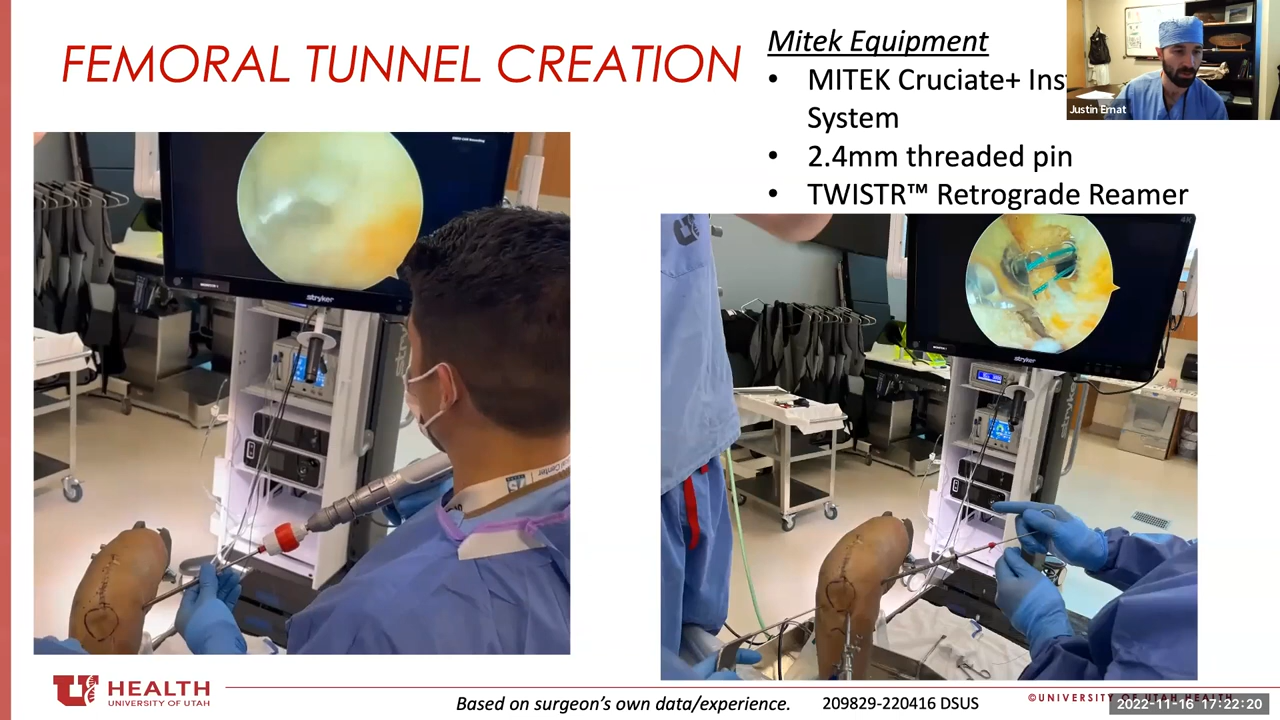 FEMORAL TUNNEL CREATION
Mitek Equipment
• MITEK Cruciate+ Ins
System
• 2.4mm threaded pin
• TWISTR™ Retrograde Reamer
Justin Ernat
stryker
4K
stryker
stryker
U HEALTH
UNIVERSITY OF UTAH
Based on surgeon's own data/experience.
209829-220416 DSUS
©UNIVERSITY OF UTAH HEALTH
2022-11-16 17:22:20